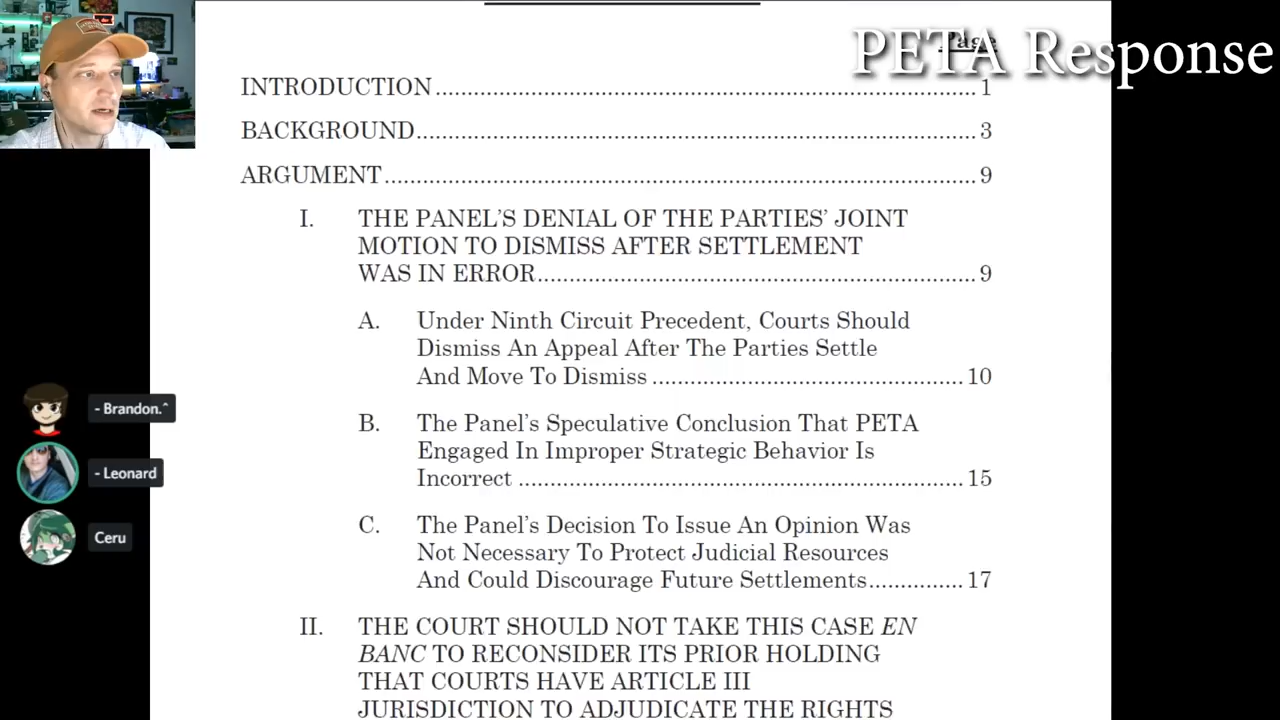 PETA Response
Page
INTRODUCTION........................................................................ 1
BACKGROUND.......................................................................... 3
ARGUMENT.............................................................................. 9
I. THE PANEL'S DENIAL OF THE PARTIES' JOINT
MOTION TO DISMISS AFTER SETTLEMENT
WAS IN ERROR......................................................... 9
A. Under Ninth Circuit Precedent, Courts Should
Dismiss An Appeal After The Parties Settle
And Move To Dismiss ........................................ 10
B. The Panel's Speculative Conclusion That PETA
Engaged In Improper Strategic Behavior Is
Incorrect ......................................................... 15
C. The Panel's Decision To Issue An Opinion Was
Not Necessary To Protect Judicial Resources
And Could Discourage Future Settlements.............. 17
II. THE COURT SHOULD NOT TAKE THIS CASE EN
BANC TO RECONSIDER ITS PRIOR HOLDING
THAT COURTS HAVE ARTICLE III
JURISDICTION TO ADJUDICATE THE RIGHTS
- Brandon.^
- Leonard
Ceru